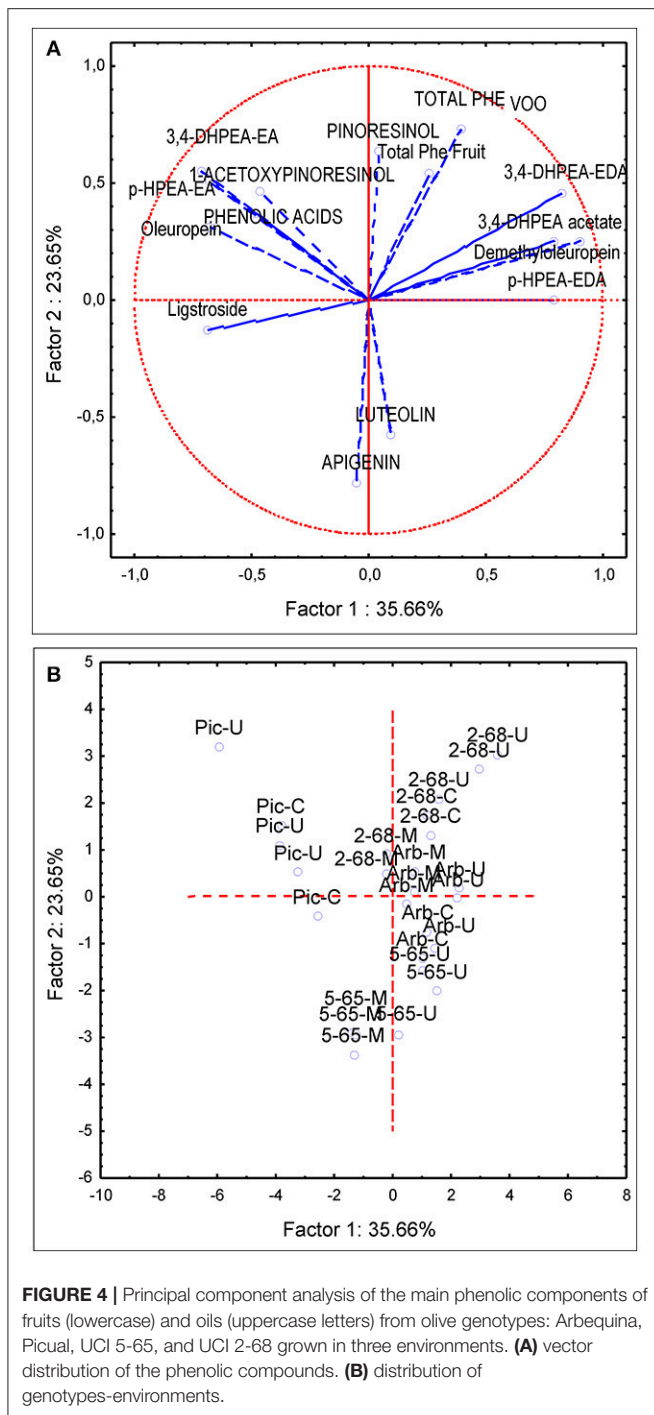 A
1,0
TOTAL PHE VOO
3,4-DHPEA-EA
PINORESINOL
Total Phe Fruit
3,4-DHPEA-EDA
0,5
p-HPEA-EA
1-ACETOXYPINORESINOL
PHENOLIC ACIDS
3,4-DHPEA acetate
Oleuropein
Demethyloleuropein
p-HPEA-EDA
0,0
Ligstroside
-0,5
LUTEOLIN
APIGENIN
-1,0
-1,0 -0,5 0,0 0,5 1,0
Factor 2 : 23.65%
Factor 1 : 35.66%
B
5
4
Pic-U
2-68-U
3
2-68-U
2-68-U
2
Pic-C
2-68-C
Pic-U
2-68-C
1
2-68-M
Pic-U
2-68-M
Arb-M
Arb-M
Arb-U
Arb-U
0
Arb-M
Pic-C
Arb-C
Arb-U
-1
Arb-C
5-65-U
5-65-U
-2
5-65-M
5-65-M
5-65-U
-3
5-65-M
-4
-5
-6
-10 -8 -6 -4 -2 0 2 4 6 8
Factor 2: 23.65%
Factor 1: 35.66%
FIGURE 4 | Principal component analysis of the main phenolic components of
fruits (lowercase) and oils (uppercase letters) from olive genotypes: Arbequina,
Picual, UCI 5-65, and UCI 2-68 grown in three environments. (A) vector
distribution of the phenolic compounds. (B) distribution of
genotypes-environments.